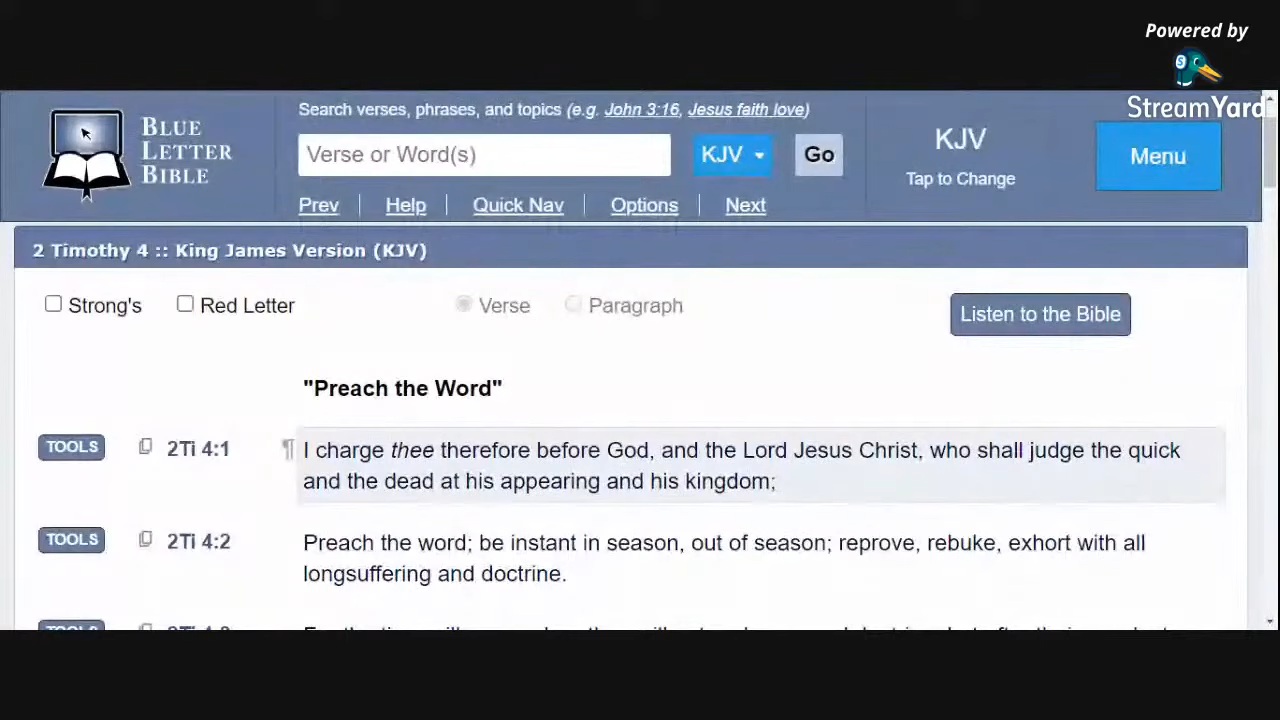 Powered by
StreamYard
BLUE
LETTER
BIBLE
Search verses, phrases, and topics (e.g. John 3:16, Jesus faith love)
Verse or Word(s)
KJV
Go
Prev
Help
Quick Nav
Options
Next
KJV
Tap to Change
Menu
2 Timothy 4 :: King James Version (KJV)
Strong's
Red Letter
Verse
Paragraph
Listen to the Bible
"Preach the Word"
TOOLS 2Ti 4:1 ¶ I charge thee therefore before God, and the Lord Jesus Christ, who shall judge the quick
and the dead at his appearing and his kingdom;
TOOLS 2Ti 4:2 Preach the word; be instant in season, out of season; reprove, rebuke, exhort with all
longsuffering and doctrine.
TOOLS